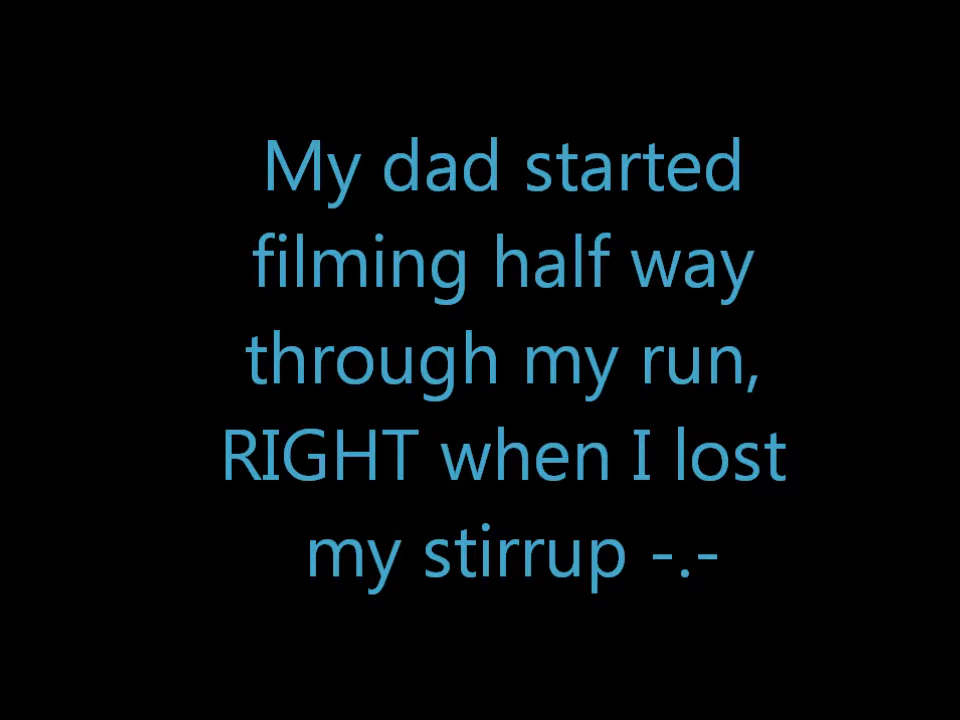 My dad started
filming half way
through my run,
RIGHT when I lost
my stirrup -.-